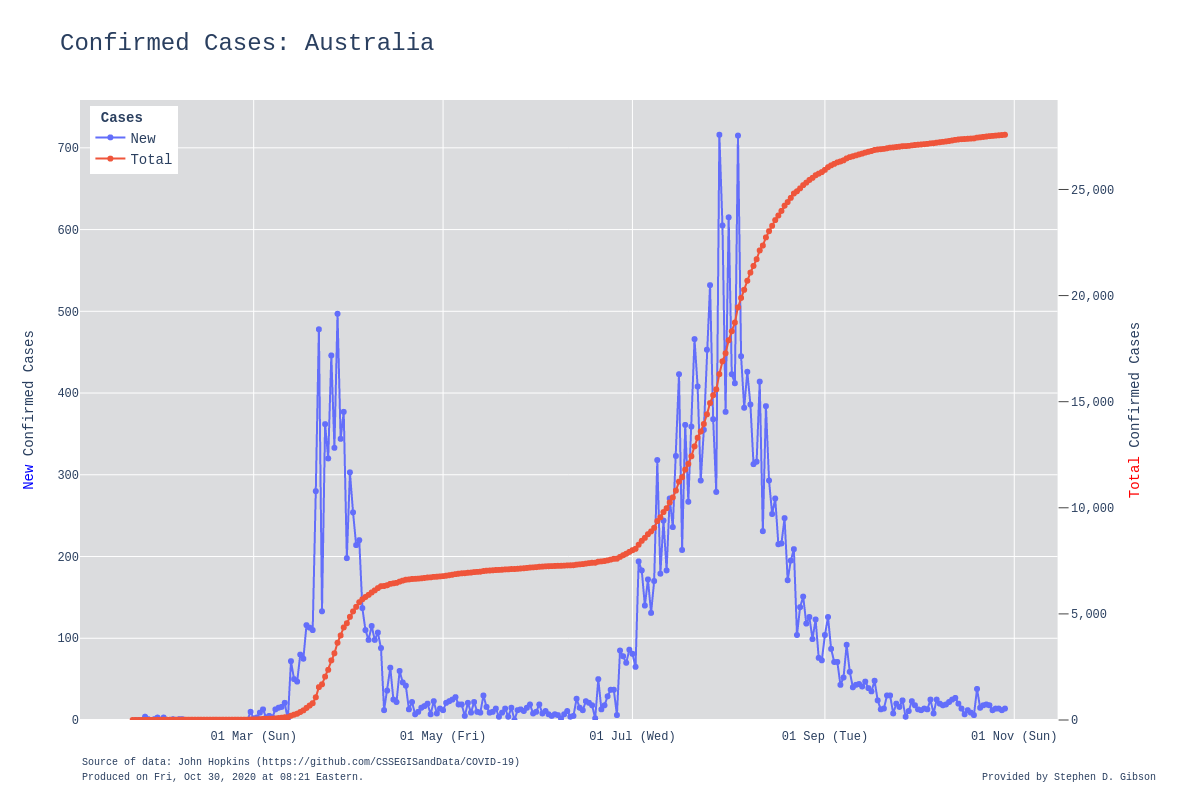 Confirmed Cases: Australia
Cases
New
Total
700
600
500
400
300
200
100
0
25,000
20,000
15,000
10,000
5,000
0
New Confirmed Cases
Total Confirmed Cases
01 Mar (Sun)
01 May (Fri)
01 Jul (Wed)
01 Sep (Tue)
01 Nov (Sun)
Source of data: John Hopkins (https://github.com/CSSEGISandData/COVID-19)
Produced on Fri, Oct 30, 2020 at 08:21 Eastern.
Provided by Stephen D. Gibson